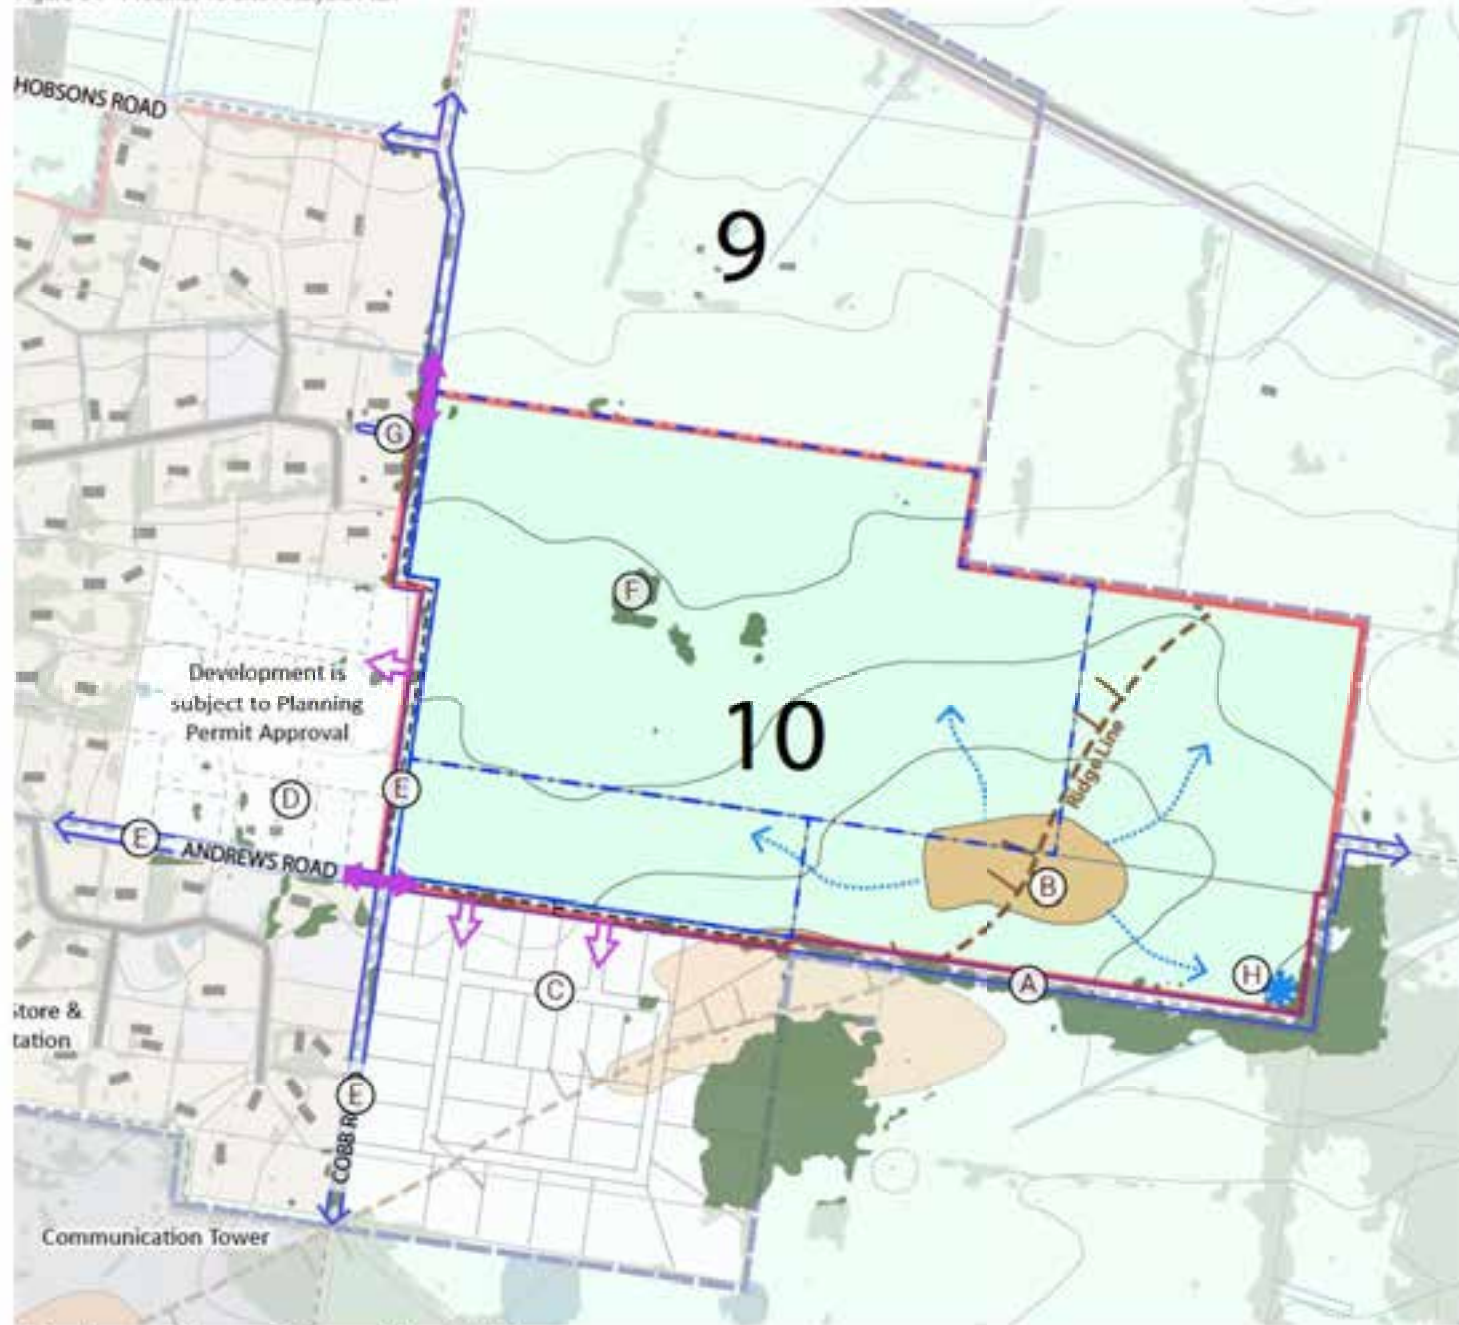 HOBSONS ROAD
9
G
F
Development is
subject to Planning
Permit Approval
10
Ridge Line
D
E
E
ANDREWS ROAD
B
H
A
C
Store &
tation
E
COBB R
Communication Tower